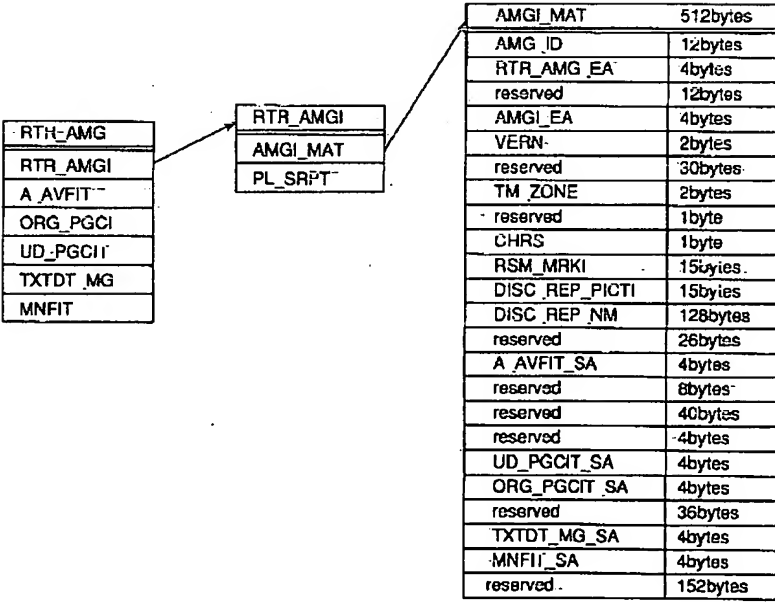 RTR_AMG
RTR_AMGI
A_AVFIT
ORG_PGCI
UD_PGCIT
TXTDT_MG
MNFIT
RTR_AMGI
AMGI_MAT
PL_SRPT
AMGI_MAT 512bytes
AMG_ID 12bytes
RTR_AMG_EA 4bytes
reserved 12bytes
AMGI_EA 4bytes
VERN 2bytes
reserved 30bytes
TM_ZONE 2bytes
reserved 1byte
CHRS 1byte
RSM_MRKI 15bytes
DISC_REP_PICTI 15bytes
DISC_REP_NM 128bytes
reserved 26bytes
A_AVFIT_SA 4bytes
reserved 8bytes
reserved 40bytes
reserved 4bytes
UD_PGCIT_SA 4bytes
ORG_PGCIT_SA 4bytes
reserved 36bytes
TXTDT_MG_SA 4bytes
MNFIT_SA 4bytes
reserved 152bytes